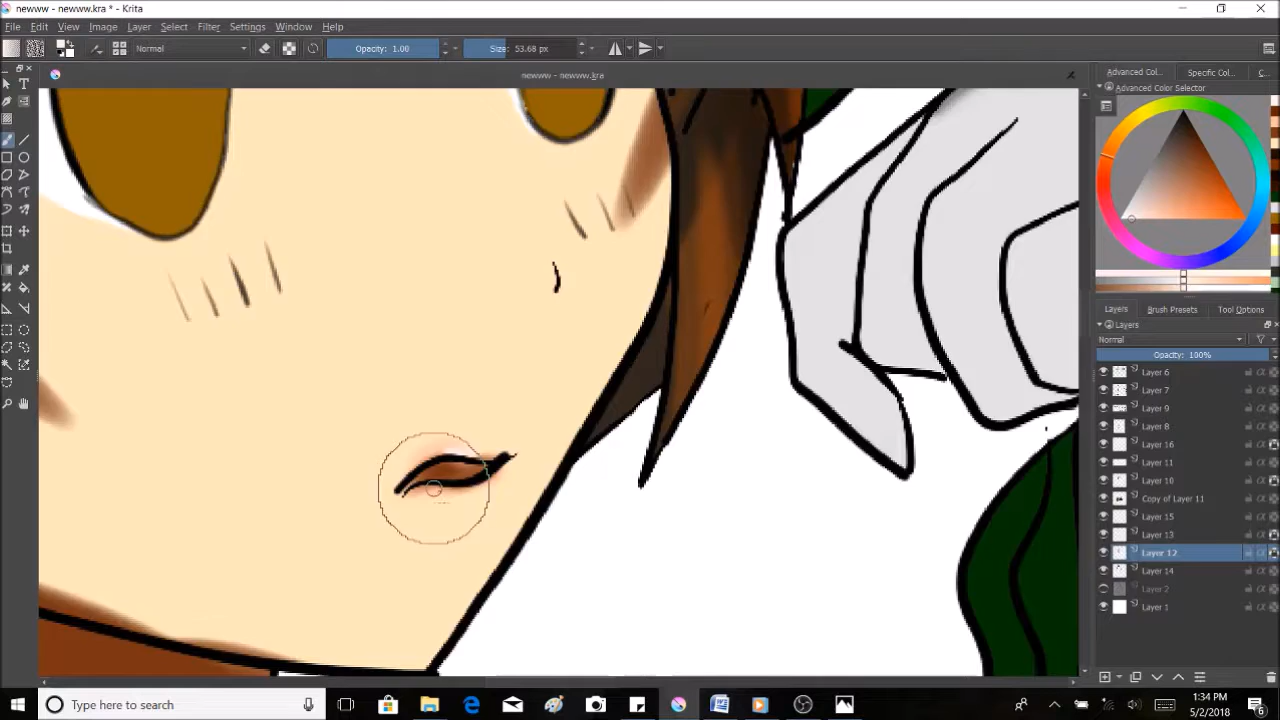 newww - newww.kra * - Krita
File Edit View Image Layer Select Filter Settings Window Help
Normal Opacity: 1.00 Size: 53.68 px
newww - newww.kra
Advanced Col... Specific Col... C...
Advanced Color Selector
Layers Brush Presets Tool Options
Layers
Normal
Opacity: 100%
Layer 6
Layer 7
Layer 9
Layer 8
Layer 16
Layer 11
Layer 10
Copy of Layer 11
Layer 15
Layer 13
Layer 12
Layer 14
Layer 2
Layer 1
Type here to search
1:34 PM
5/2/2018
6